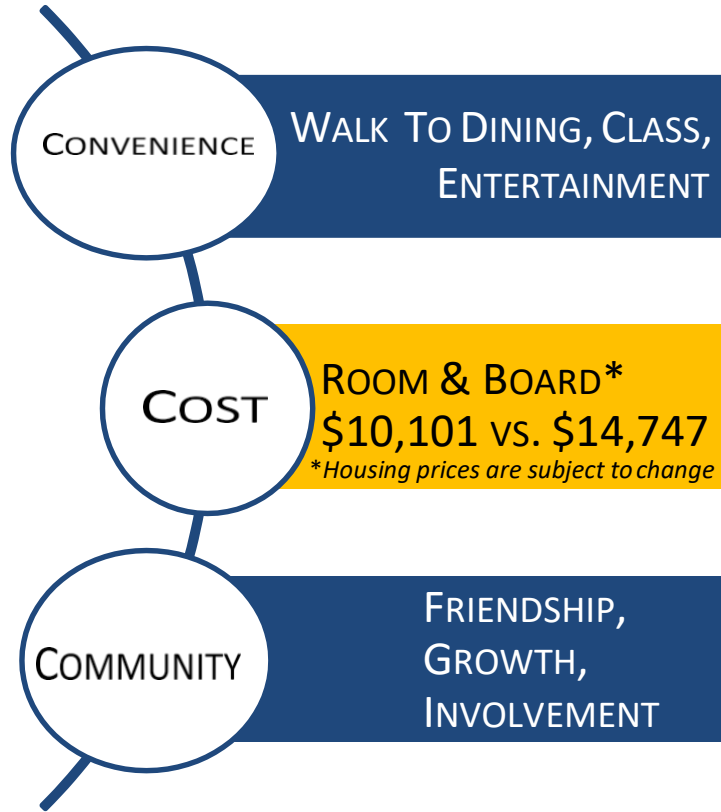 CONVENIENCE
WALK TO DINING, CLASS,
ENTERTAINMENT
COST
ROOM & BOARD*
$10,101 VS. $14,747
*Housing prices are subject to change
COMMUNITY
FRIENDSHIP,
GROWTH,
INVOLVEMENT